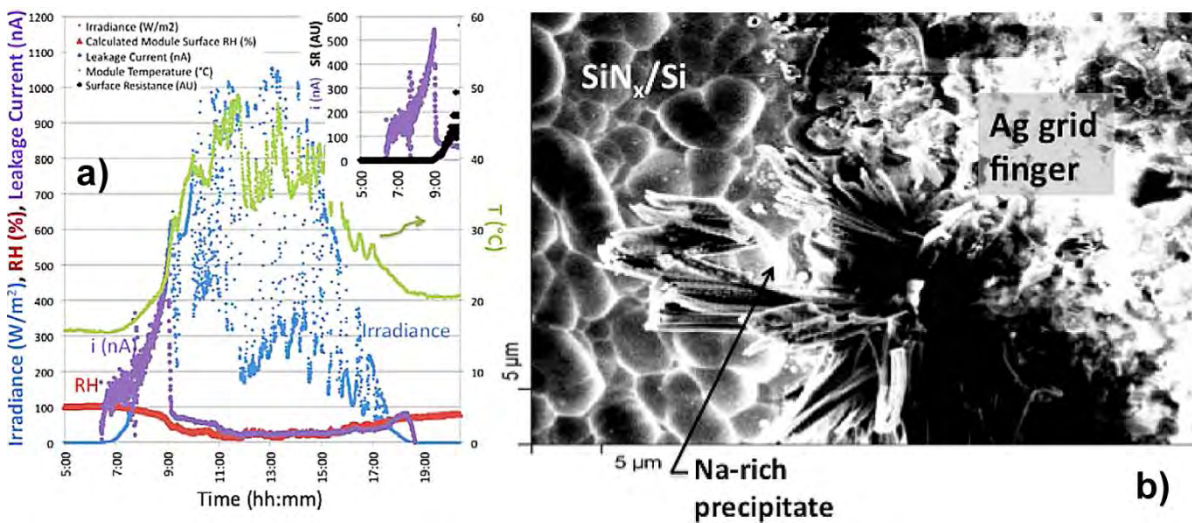 Irradiance (W/m2)
Calculated Module Surface RH (%)
Leakage Current (nA)
Module Temperature (°C)
Surface Resistance (AU)
Irradiance (W/m²), RH (%), Leakage Current (nA)
1200
1100
1000
900
800
700
600
500
400
300
200
100
0
a)
i (nA)
RH
Irradiance
i (nA) SR (AU)
600
500
400
300
200
100
0
5:00 7:00 9:00
60
50
40
30
20
10
0
T (°C)
5:00 7:00 9:00 11:00 13:00 15:00 17:00 19:00
Time (hh:mm)
SiNx/Si
Ag grid
finger
5 µm
5 µm
Na-rich
precipitate
b)